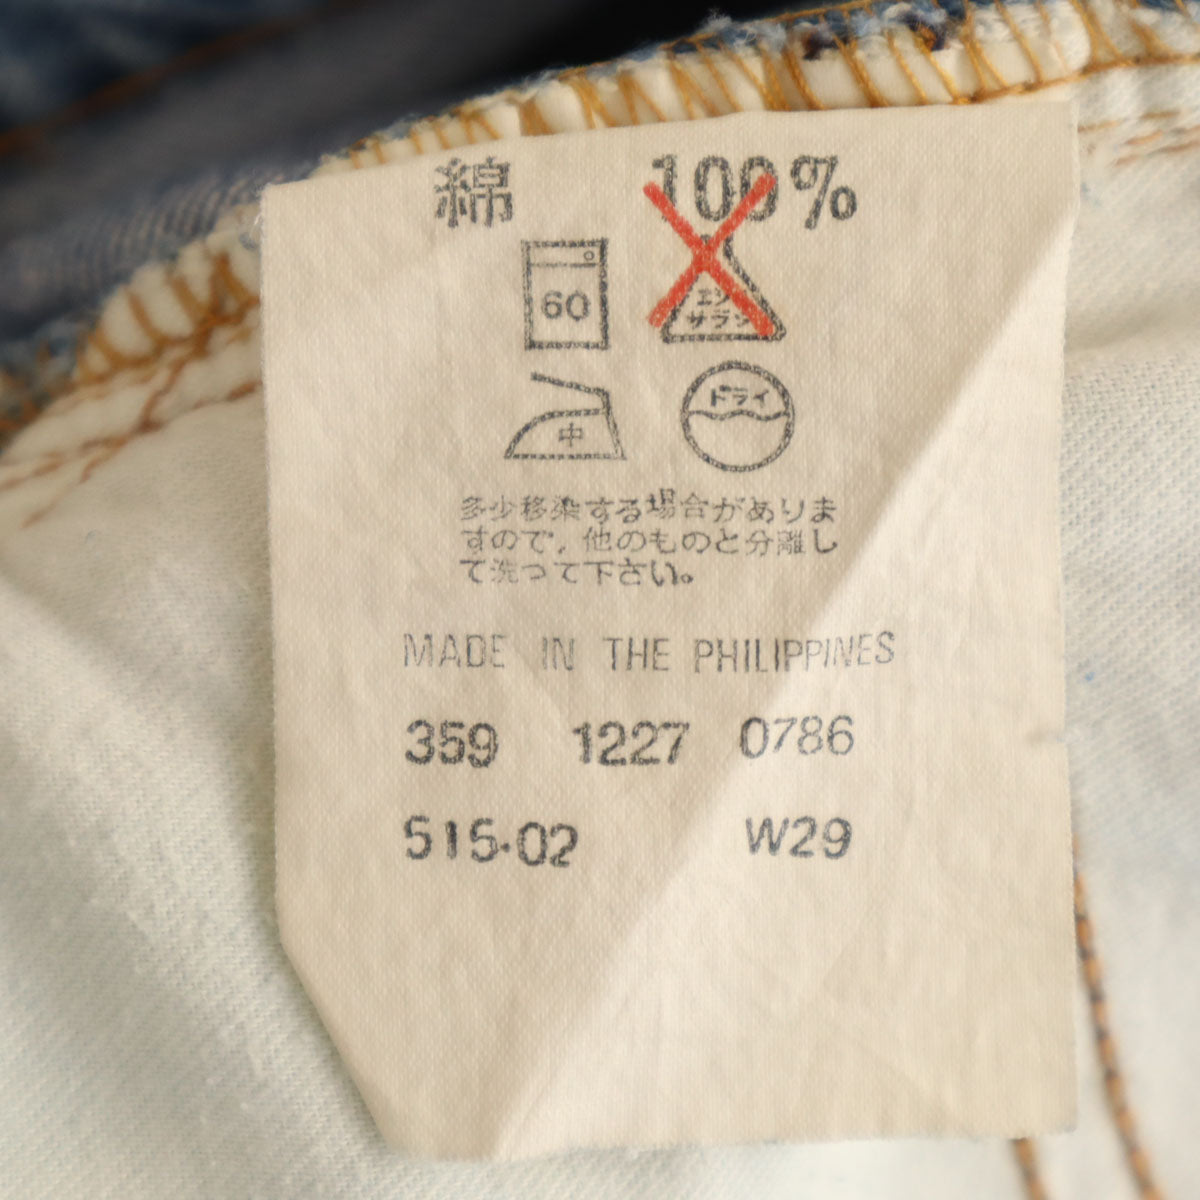 綿 100%
60 エンソサラシ
中 ドライ
多少移染する場合がありま
すので,他のものと分離し
て洗って下さい。
MADE IN THE PHILIPPINES
359 1227 0786
515·02 W29